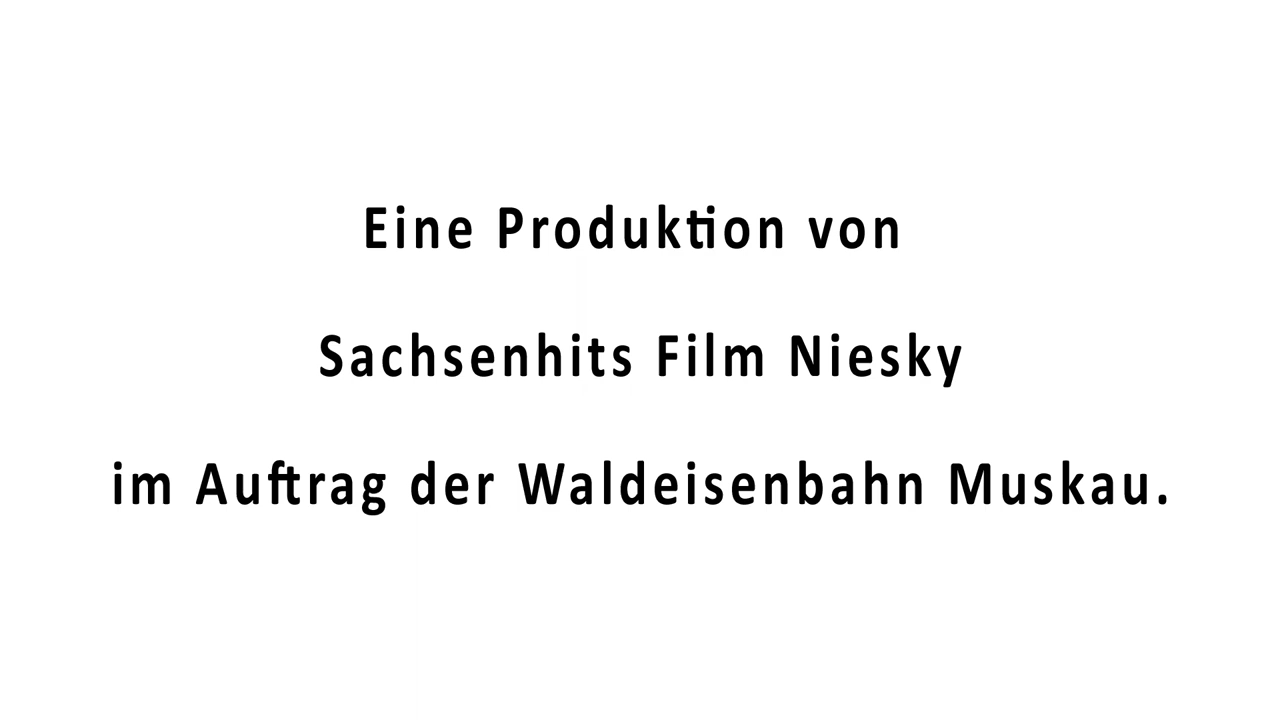 Eine Produktion von
Sachsenhits Film Niesky
im Auftrag der Waldeisenbahn Muskau.